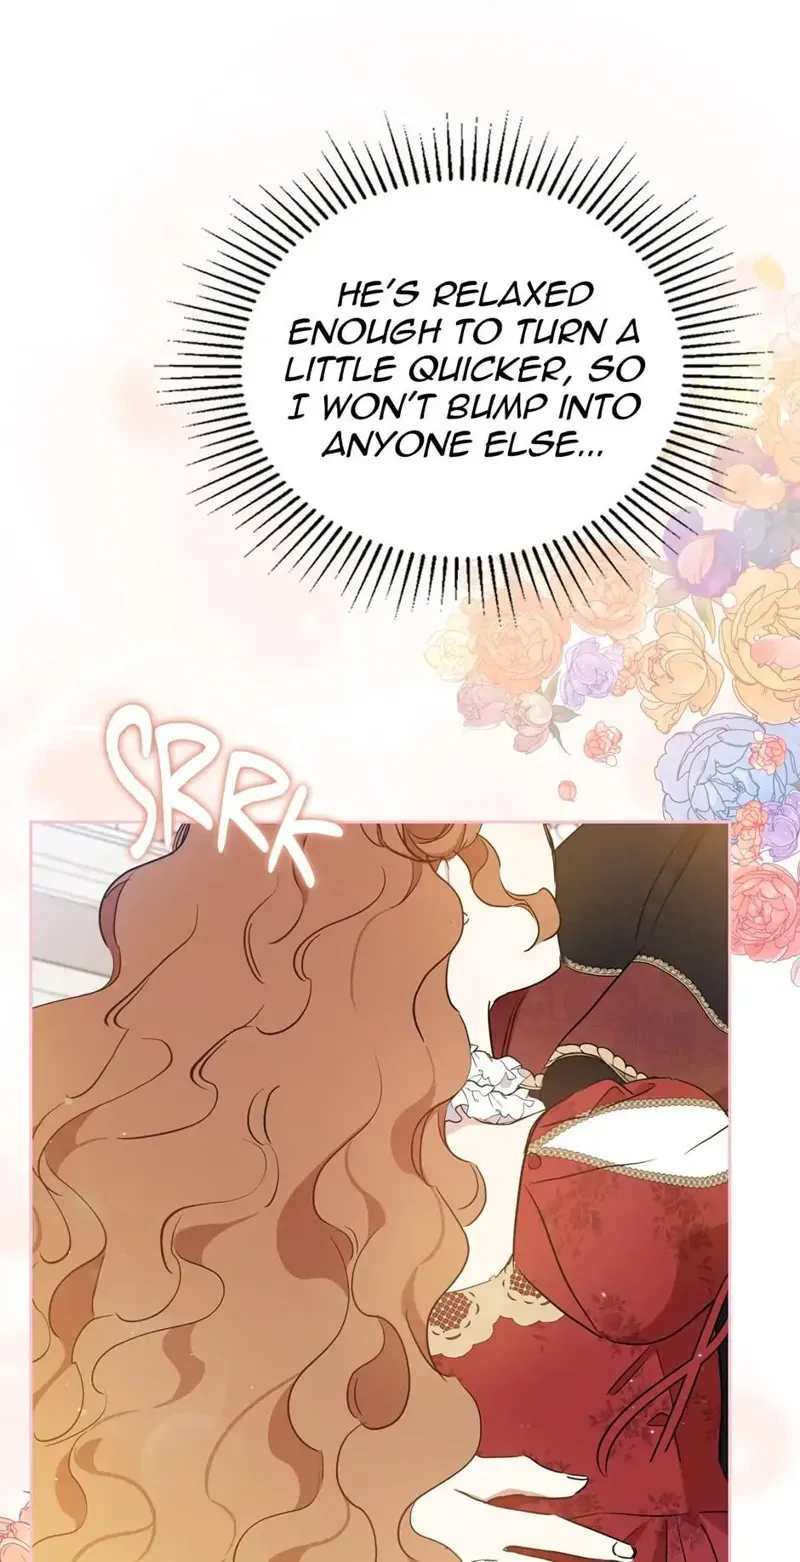 HE'S RELAXED
ENOUGH TO TURN A
LITTLE QUICKER, SO
I WON'T BUMP INTO
ANYONE ELSE...
SRRK